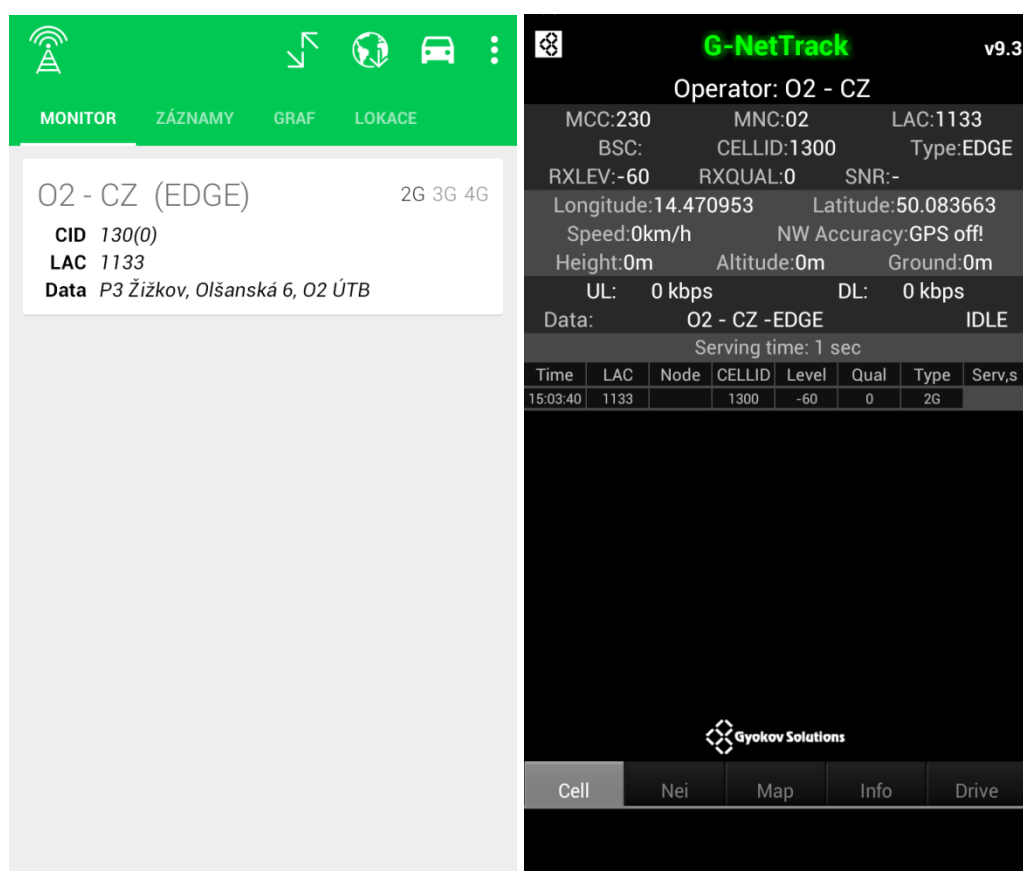 MONITOR ZÁZNAMY GRAF LOKACE
O2 - CZ (EDGE) 2G 3G 4G
CID 130(0)
LAC 1133
Data P3 Žižkov, Olšanská 6, O2 ÚTB
G-NetTrack v9.3
Operator: O2 - CZ
MCC:230 MNC:02 LAC:1133
BSC: CELLID:1300 Type:EDGE
RXLEV:-60 RXQUAL:0 SNR:-
Longitude:14.470953 Latitude:50.083663
Speed:0km/h NW Accuracy:GPS off!
Height:0m Altitude:0m Ground:0m
UL: 0 kbps DL: 0 kbps
Data: O2 - CZ -EDGE IDLE
Serving time: 1 sec
Time LAC Node CELLID Level Qual Type Serv,s
15:03:40 1133 1300 -60 0 2G
Gyokov Solutions
Cell Nei Map Info Drive